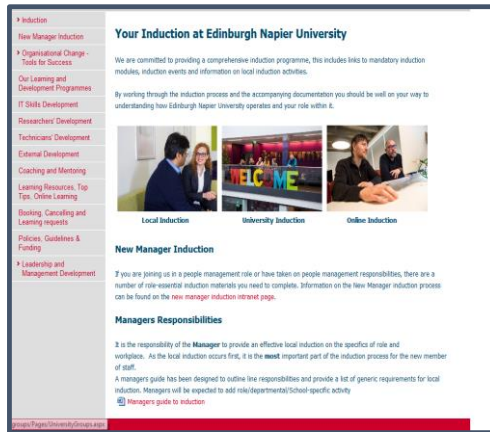 Induction
New Manager Induction
Organisational Change -
Tools for Success
Our Learning and
Development Programmes
IT Skills Development
Researchers' Development
Technicians' Development
External Development
Coaching and Mentoring
Learning Resources, Top
Tips, Online Learning
Booking, Cancelling and
Learning requests
Policies, Guidelines &
Funding
Leadership and
Management Development
Your Induction at Edinburgh Napier University
We are committed to providing a comprehensive induction programme, this includes links to mandatory induction
modules, induction events and information on local induction activities.
By working through the induction process and the accompanying documentation you should be well on your way to
understanding how Edinburgh Napier University operates and your role within it.
WELCOME
Local Induction
University Induction
Online Induction
New Manager Induction
If you are joining us in a people management role or have taken on people management responsibilities, there are a
number of role-essential induction materials you need to complete. Information on the New Manager induction process
can be found on the new manager induction intranet page.
Managers Responsibilities
It is the responsibility of the Manager to provide an effective local induction on the specifics of role and
workplace. As the local induction occurs first, it is the most important part of the induction process for the new member
of staff.
A managers guide has been designed to outline line responsibilities and provide a list of generic requirements for local
induction. Managers will be expected to add role/departmental/School-specific activity
Managers guide to induction
groups/Pages/UniversityGroups.aspx